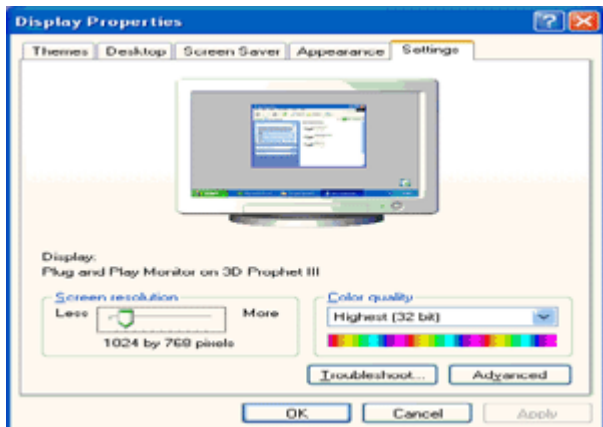 Display Properties
Themes Desktop Screen Saver Appearance Settings
Display:
Plug and Play Monitor on 3D Prophet III
Screen resolution
Less More
1024 by 768 pixels
Color quality
Highest (32 bit)
Troubleshoot... Advanced
OK Cancel Apply